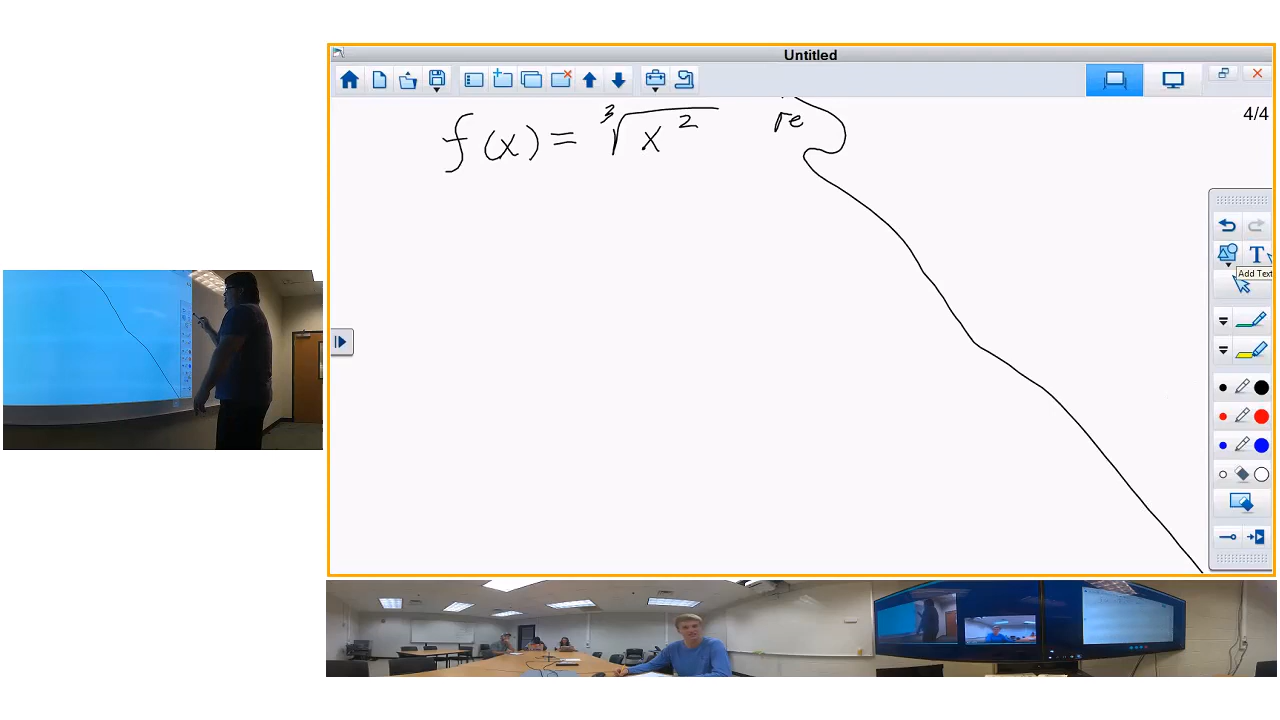 Untitled
4/4
f(x) = ∛x²
re
T
Add Text